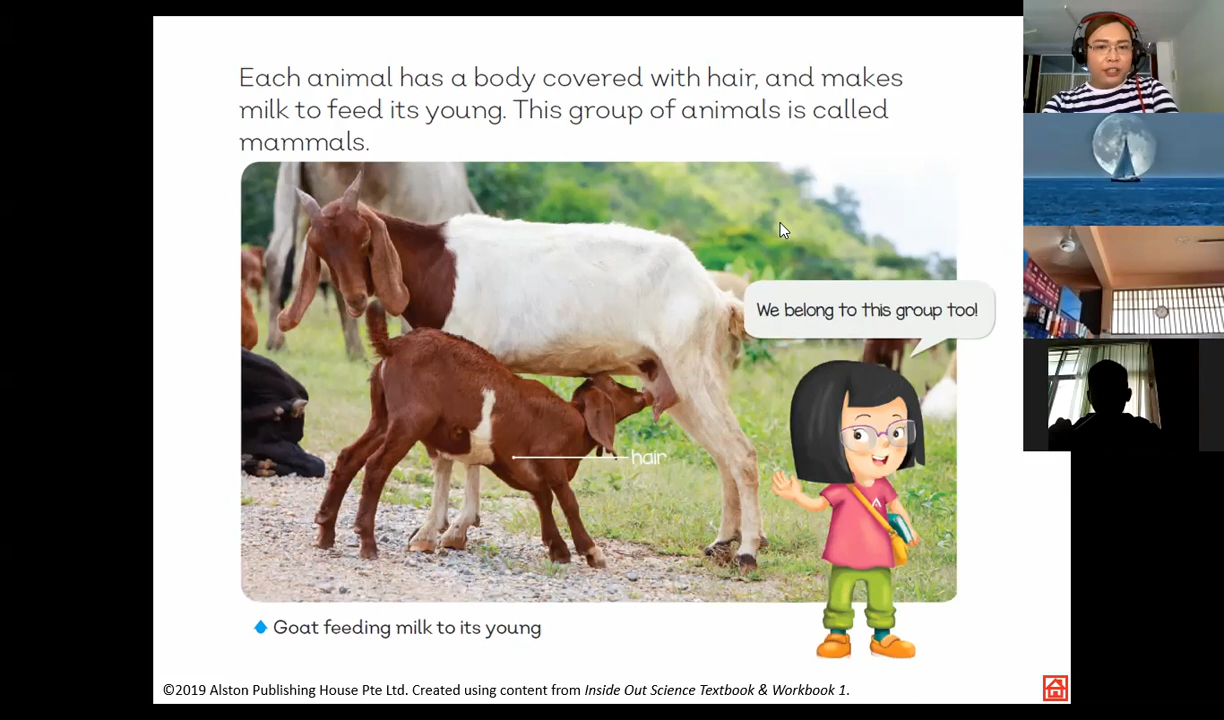 Each animal has a body covered with hair, and makes
milk to feed its young. This group of animals is called
mammals.
We belong to this group too!
hair
Goat feeding milk to its young
©2019 Alston Publishing House Pte Ltd. Created using content from Inside Out Science Textbook & Workbook 1.